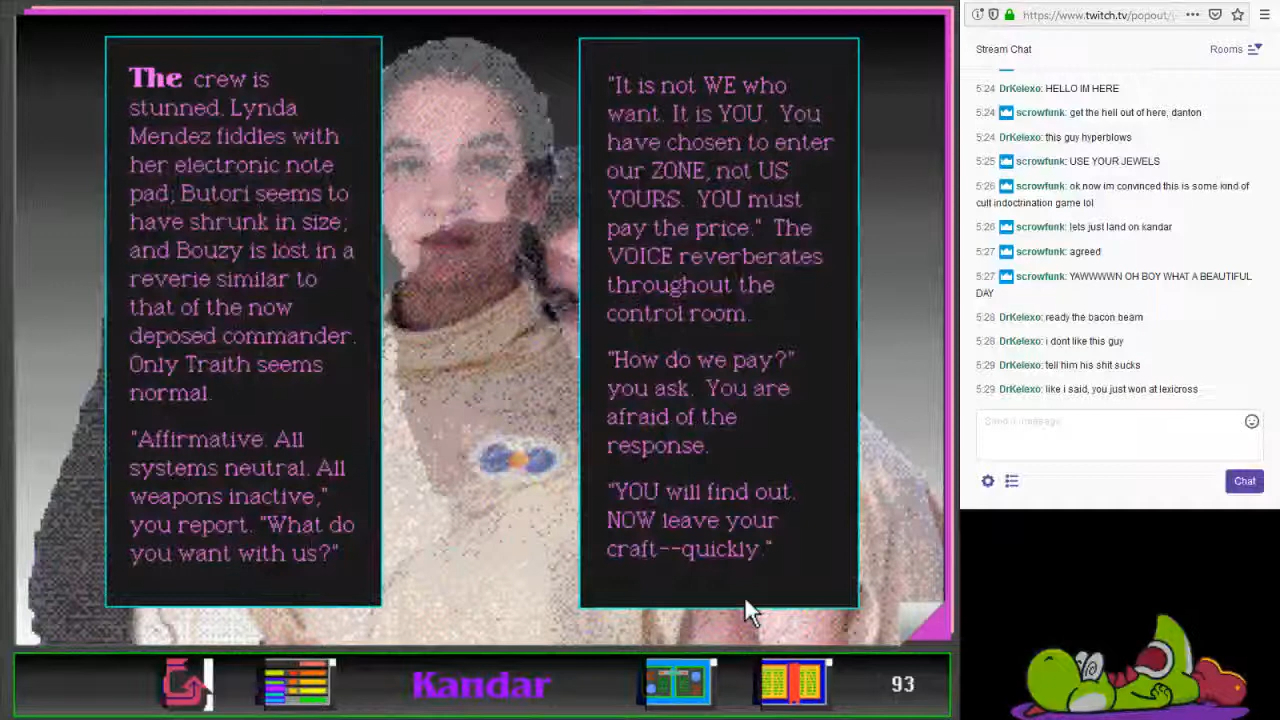 The crew is
stunned. Lynda
Mendez fiddles with
her electronic note
pad; Butori seems to
have shrunk in size,
and Bouzy is lost in a
reverie similar to
that of the now
deposed commander.
Only Traith seems
normal.
"Affirmative. All
systems neutral. All
weapons inactive,"
you report. "What do
you want with us?"
"It is not WE who
want. It is YOU. You
have chosen to enter
our ZONE, not US
YOURS. YOU must
pay the price." The
VOICE reverberates
throughout the
control room.
"How do we pay?"
you ask. You are
afraid of the
response.
"YOU will find out.
NOW leave your
craft--quickly."
Kandar
93
https://www.twitch.tv/popout/
Stream Chat
Rooms
5:24 DrKelexo: HELLO IM HERE
5:24 scrowfunk: get the hell out of here, danton
5:24 DrKelexo: this guy hyperblows
5:25 scrowfunk: USE YOUR JEWELS
5:26 scrowfunk: ok now im convinced this is some kind of
cult indoctrination game lol
5:26 scrowfunk: lets just land on kandar
5:27 scrowfunk: agreed
5:27 scrowfunk: YAWWWWN OH BOY WHAT A BEAUTIFUL
DAY
5:28 DrKelexo: ready the bacon beam
5:28 DrKelexo: i dont like this guy
5:29 DrKelexo: tell him his shit sucks
5:29 DrKelexo: like i said, you just won at lexicross
Send a message
Chat